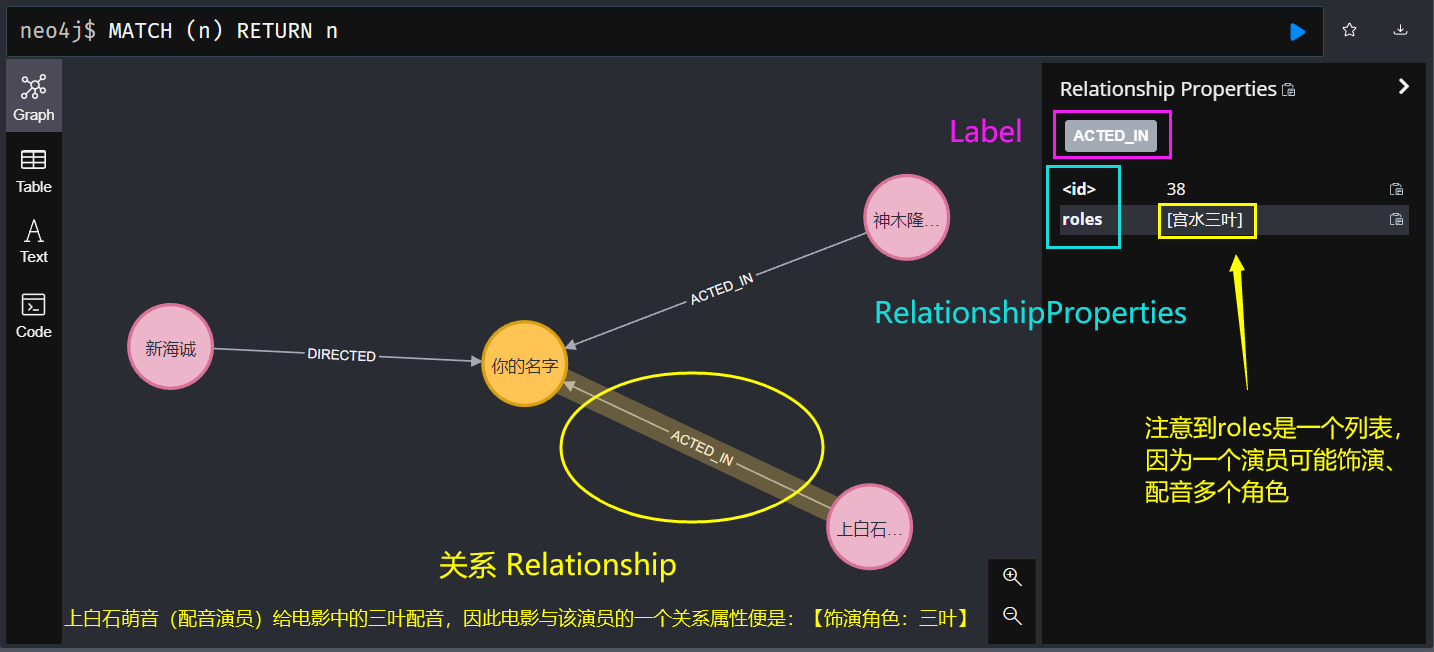 neo4j$ MATCH (n) RETURN n
Graph
Table
Text
Code
Relationship Properties
Label
ACTED_IN
<id> 38
roles [宫水三叶]
神木隆…
ACTED_IN
RelationshipProperties
新海诚
DIRECTED
你的名字
ACTED_IN
上白石…
注意到roles是一个列表，
因为一个演员可能饰演、
配音多个角色
关系 Relationship
上白石萌音（配音演员）给电影中的三叶配音，因此电影与该演员的一个关系属性便是：【饰演角色：三叶】